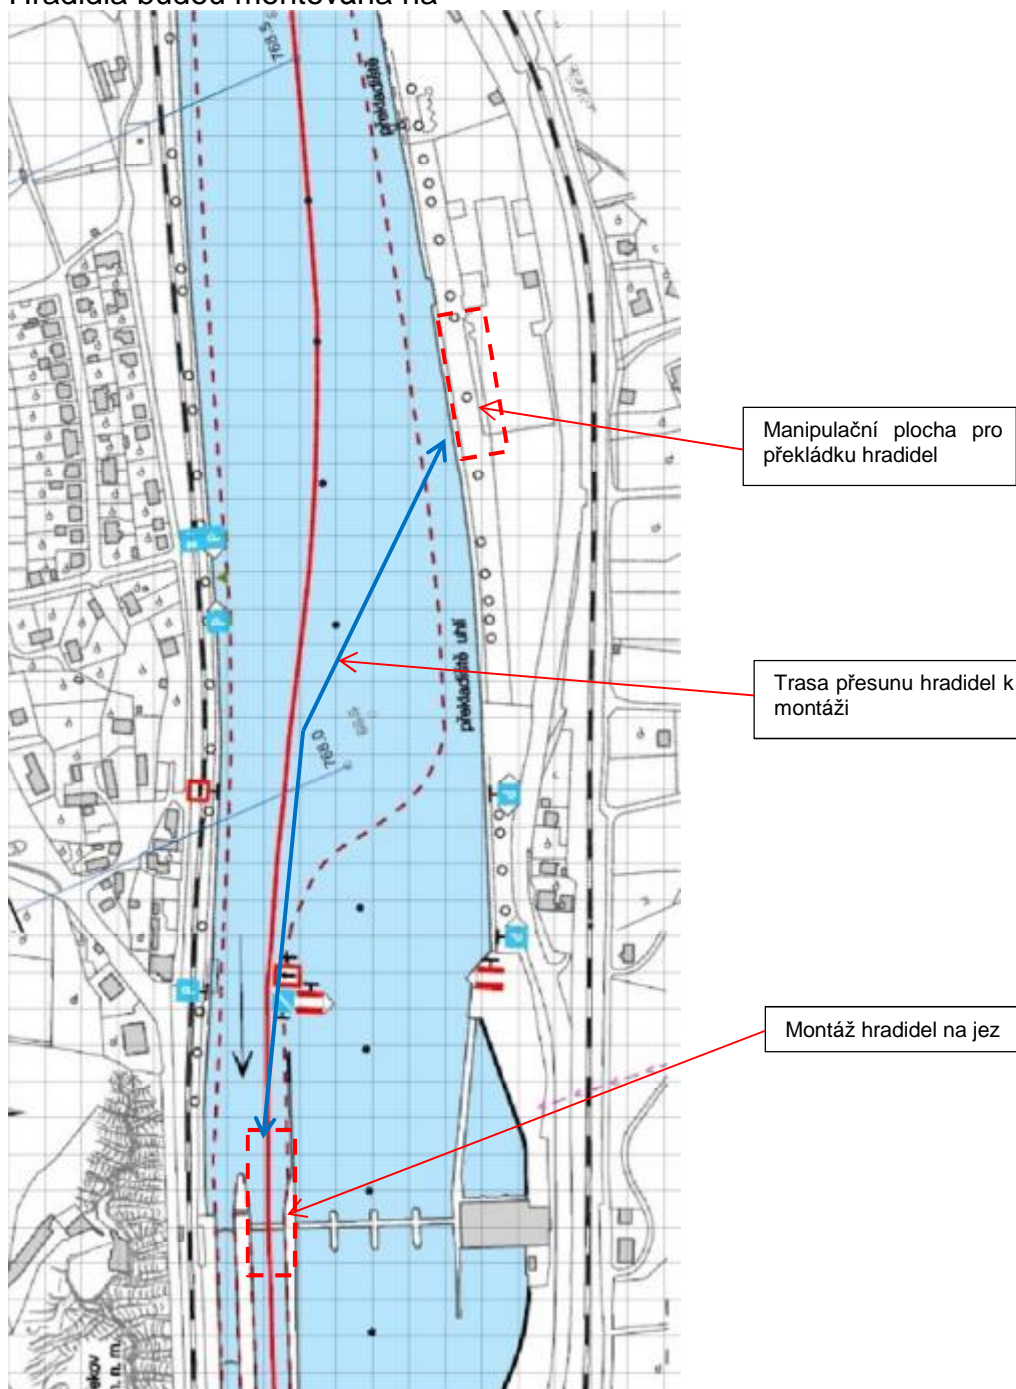 Hradidla budou montována na
768.5
překladiště
Manipulační plocha pro
překládku hradidel
překladiště uhlí
Trasa přesunu hradidel k
montáži
768.0
P
P
P
Montáž hradidel na jez
ekov
n. m.